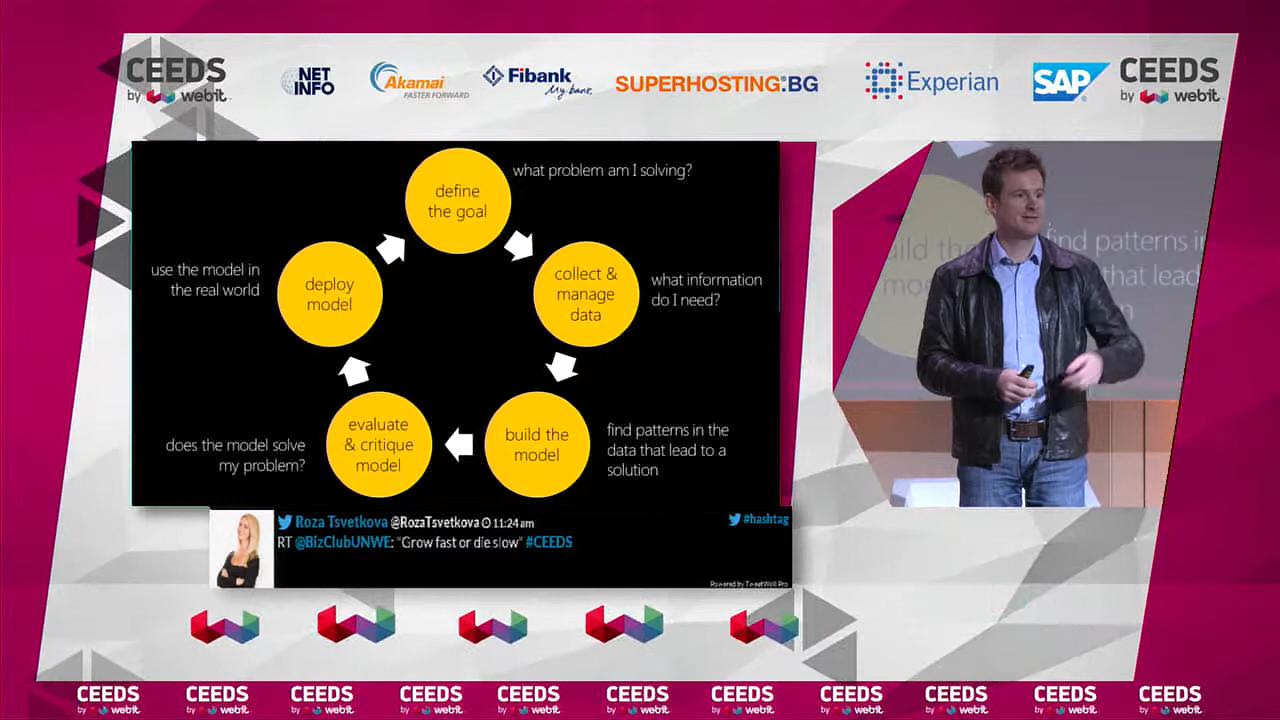 CEEDS
by webit
NET
INFO
Akamai
FASTER FORWARD
Fibank
My bank.
SUPERHOSTING.BG
Experian
SAP
CEEDS
by webit
define
the goal
what problem am I solving?
collect &
manage
data
what information
do I need?
build the
model
find patterns in the
data that lead to a
solution
evaluate
& critique
model
does the model solve
my problem?
deploy
model
use the model in
the real world
find patterns in
that lead
Roza Tsvetkova @RozaTsvetkova 11:24 am
#hashtag
RT @BizClubUNWE: "Grow fast or die slow" #CEEDS
Powered by TweetWall Pro
CEEDS CEEDS CEEDS CEEDS CEEDS CEEDS CEEDS CEEDS CEEDS CEEDS CEEDS
by webit by webit by webit by webit by webit by webit by webit by webit by webit by webit by webit